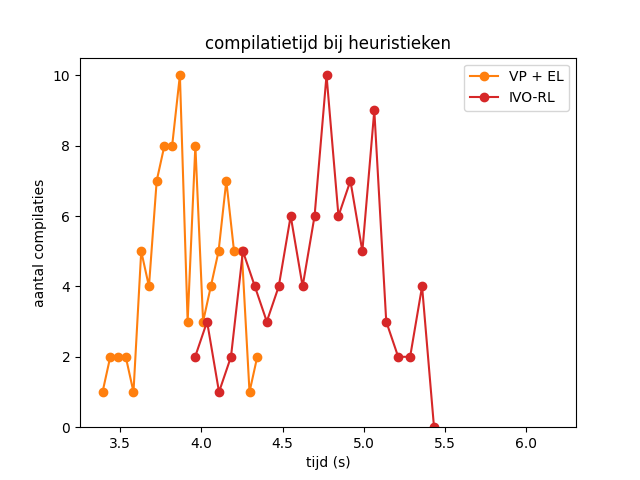 compilatietijd bij heuristieken
VP + EL
IVO-RL
aantal compilaties
10
8
6
4
2
0
3.5 4.0 4.5 5.0 5.5 6.0
tijd (s)